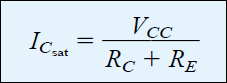 I_{C_{sat}} = \frac{V_{CC}}{R_C + R_E}